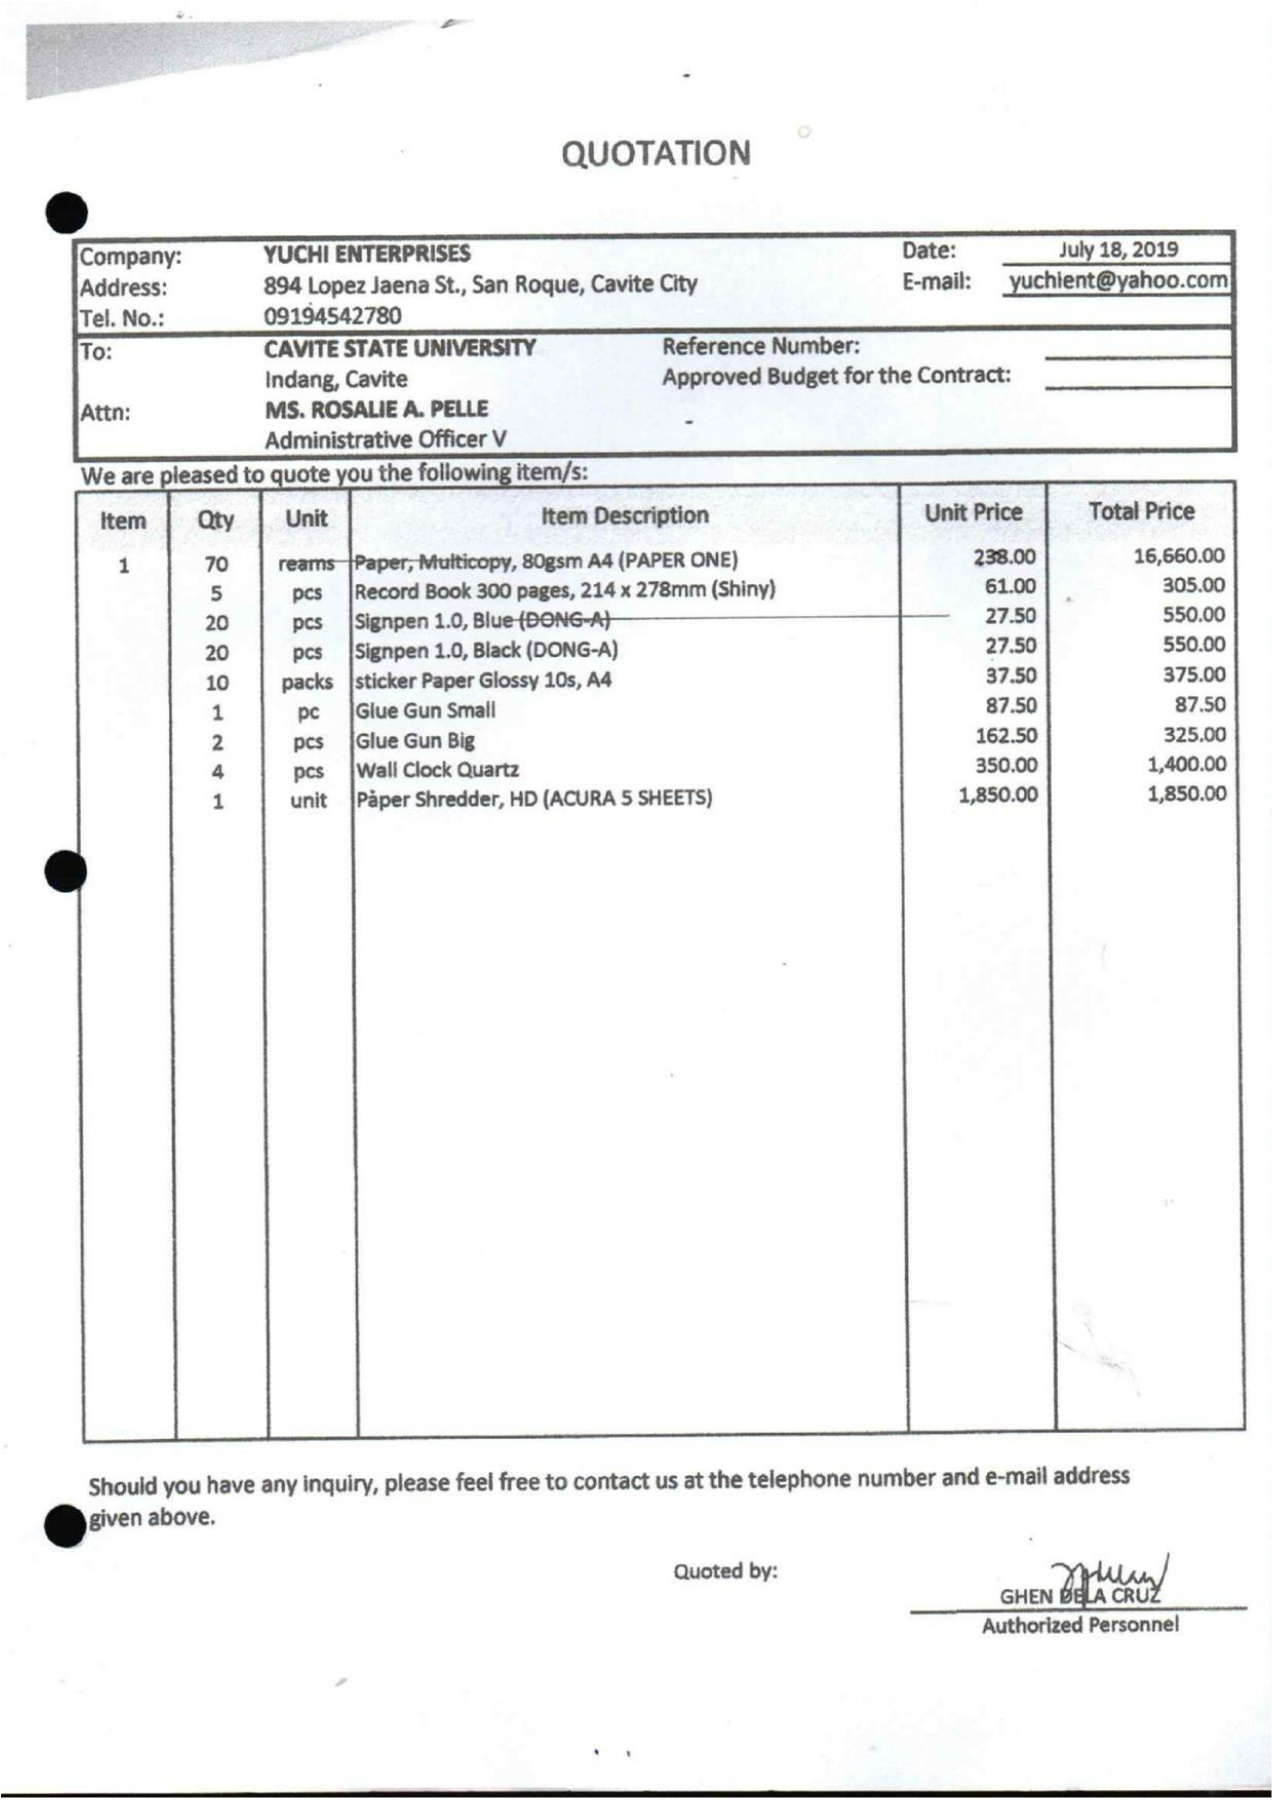 QUOTATION
Company: YUCHI ENTERPRISES Date: July 18, 2019
Address: 894 Lopez Jaena St., San Roque, Cavite City E-mail: yuchient@yahoo.com
Tel. No.: 09194542780
To: CAVITE STATE UNIVERSITY Reference Number:
Indang, Cavite Approved Budget for the Contract:
Attn: MS. ROSALIE A. PELLE
Administrative Officer V
We are pleased to quote you the following item/s:
Item Qty Unit Item Description Unit Price Total Price
1 70 reams Paper, Multicopy, 80gsm A4 (PAPER ONE) 238.00 16,660.00
5 pcs Record Book 300 pages, 214 x 278mm (Shiny) 61.00 305.00
20 pcs Signpen 1.0, Blue (DONG-A) 27.50 550.00
20 pcs Signpen 1.0, Black (DONG-A) 27.50 550.00
10 packs sticker Paper Glossy 10s, A4 37.50 375.00
1 pc Glue Gun Small 87.50 87.50
2 pcs Glue Gun Big 162.50 325.00
4 pcs Wall Clock Quartz 350.00 1,400.00
1 unit Paper Shredder, HD (ACURA 5 SHEETS) 1,850.00 1,850.00
Should you have any inquiry, please feel free to contact us at the telephone number and e-mail address
given above.
Quoted by:
GHEN DELA CRUZ
Authorized Personnel